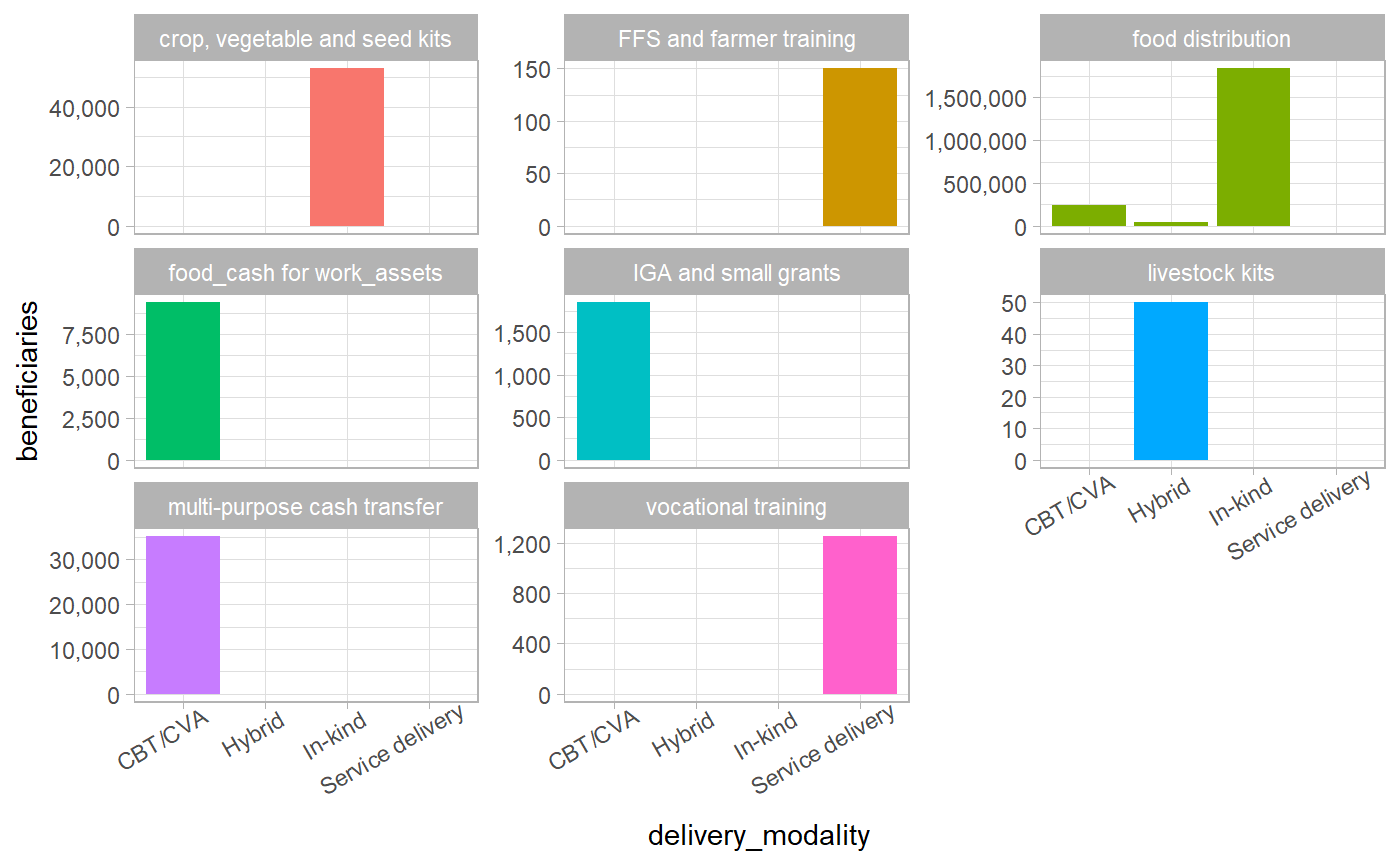 crop, vegetable and seed kits
FFS and farmer training
food distribution
40,000
20,000
0
150
100
50
0
1,500,000
1,000,000
500,000
0
food_cash for work_assets
IGA and small grants
livestock kits
7,500
5,000
2,500
0
1,500
1,000
500
0
50
40
30
20
10
0
CBT/CVA
Hybrid
In-kind
Service delivery
beneficiaries
multi-purpose cash transfer
vocational training
30,000
20,000
10,000
0
1,200
800
400
0
CBT/CVA
Hybrid
In-kind
Service delivery
CBT/CVA
Hybrid
In-kind
Service delivery
delivery_modality